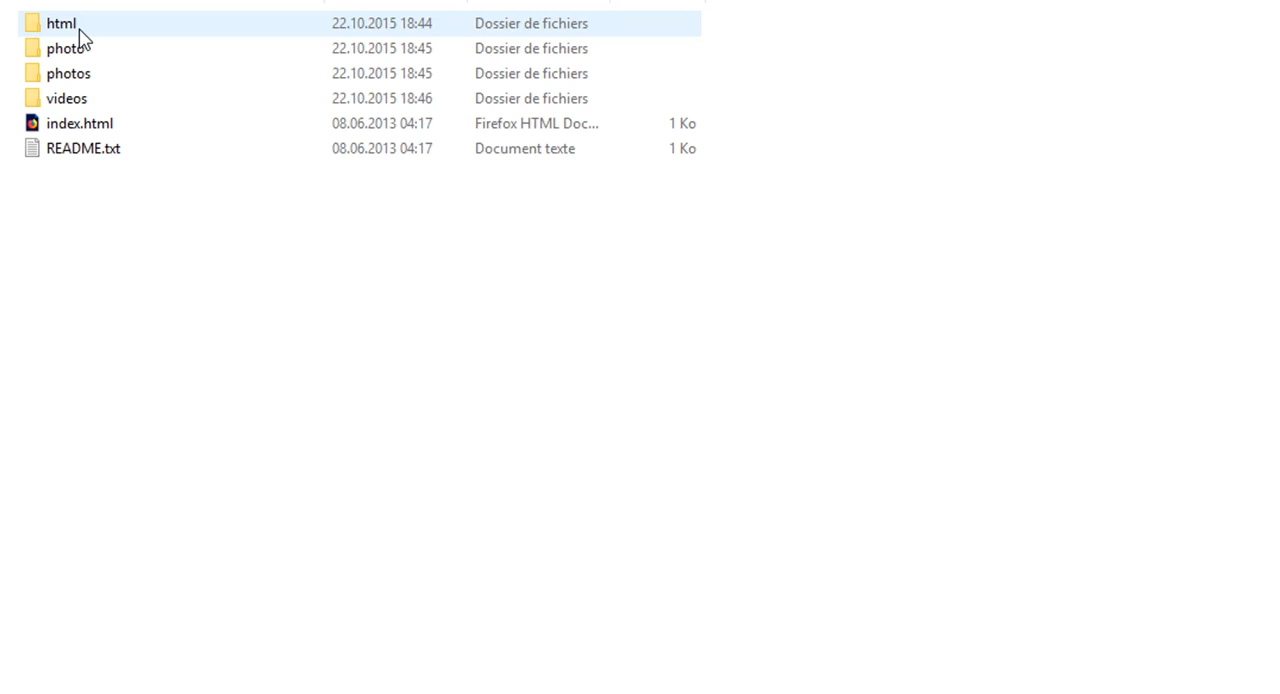 html 22.10.2015 18:44 Dossier de fichiers
photo 22.10.2015 18:45 Dossier de fichiers
photos 22.10.2015 18:45 Dossier de fichiers
videos 22.10.2015 18:46 Dossier de fichiers
index.html 08.06.2013 04:17 Firefox HTML Doc... 1 Ko
README.txt 08.06.2013 04:17 Document texte 1 Ko